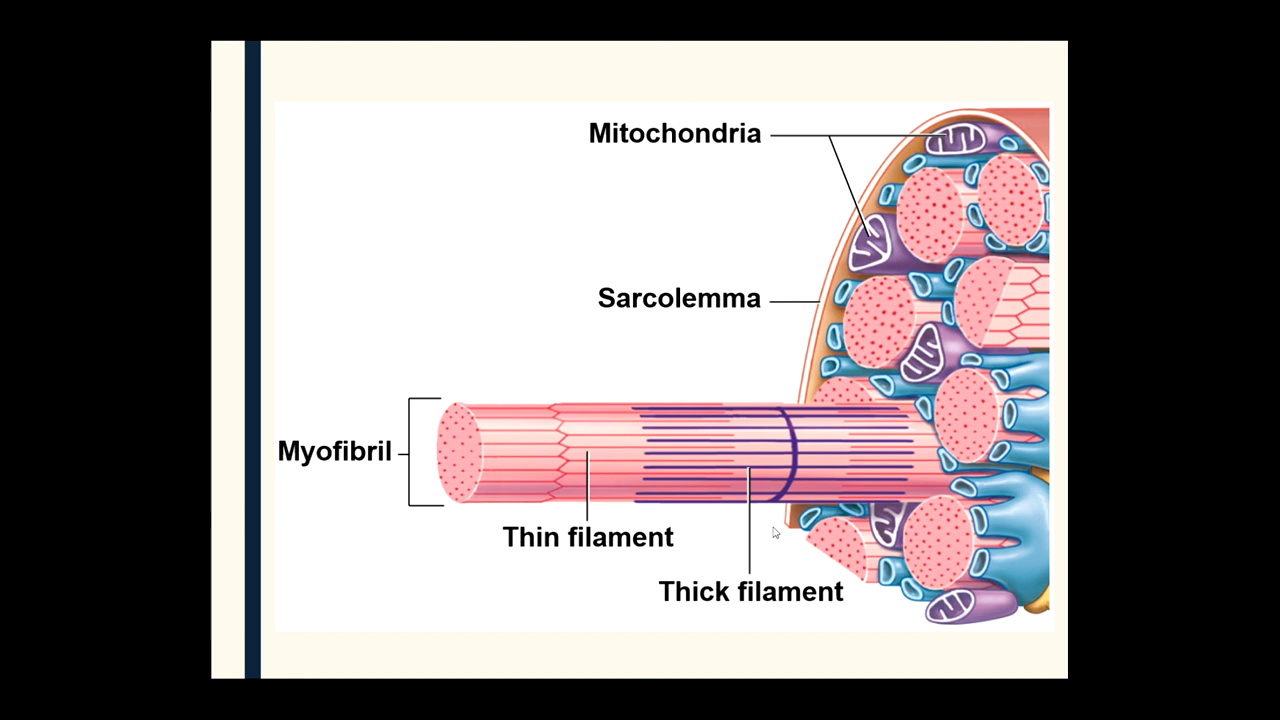 Mitochondria
Sarcolemma
Myofibril
Thin filament
Thick filament